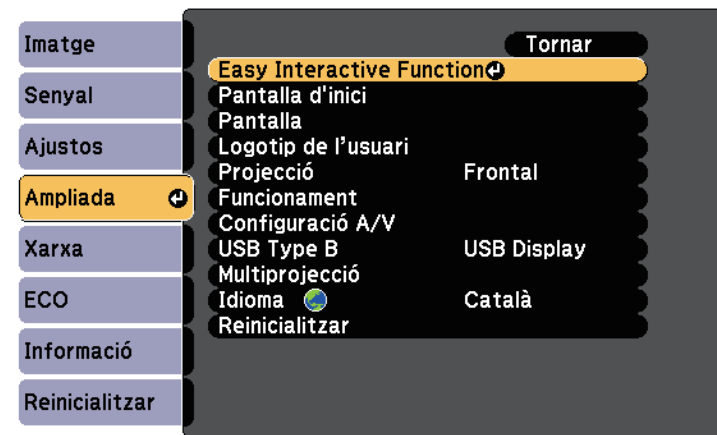 Imatge
Senyal
Ajustos
Ampliada
Xarxa
ECO
Informació
Reinicialitzar
Tornar
Easy Interactive Function
Pantalla d'inici
Pantalla
Logotip de l’usuari
Projecció Frontal
Funcionament
Configuració A/V
USB Type B USB Display
Multiprojecció
Idioma Català
Reinicialitzar